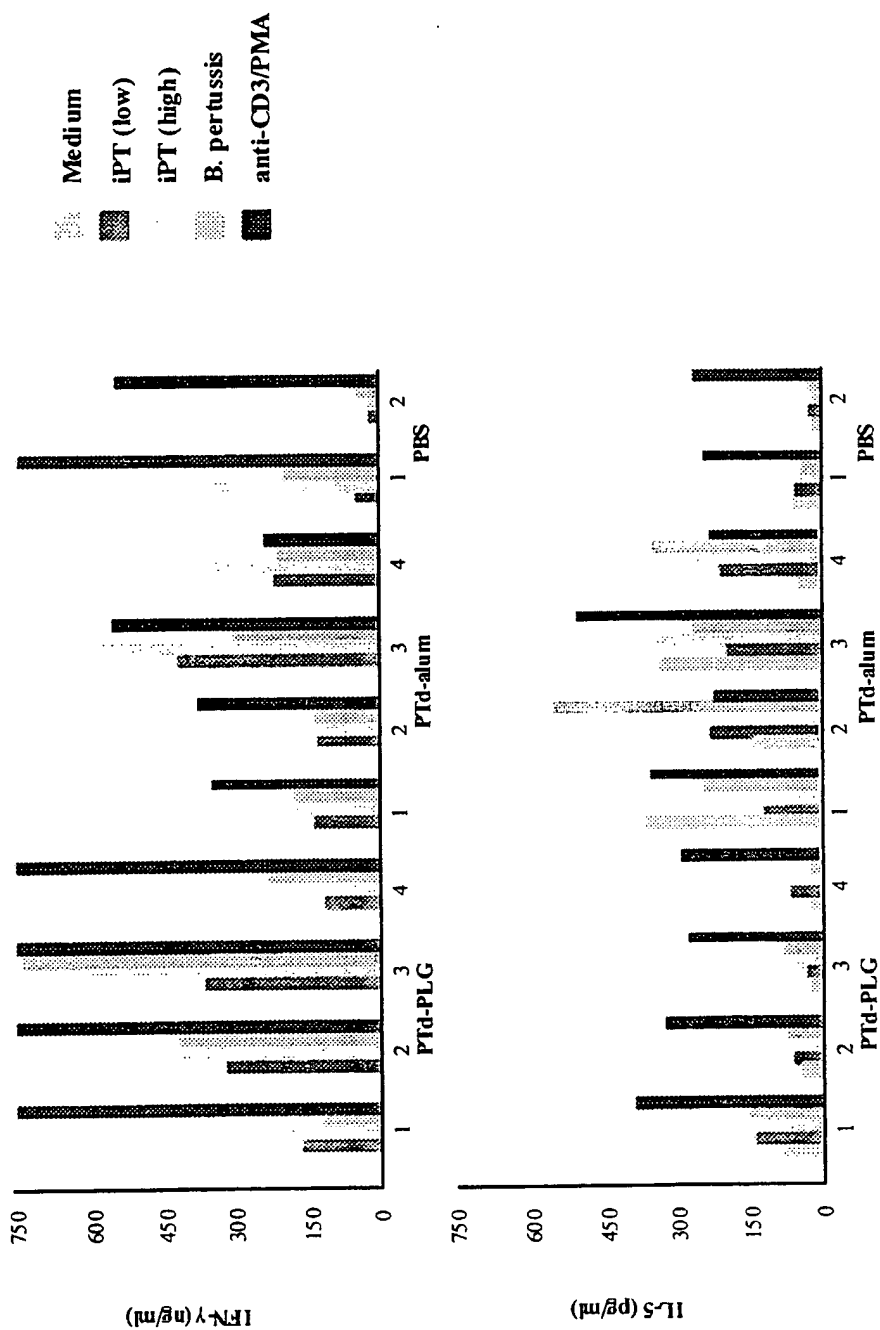 Medium
iPT (low)
iPT (high)
B. pertussis
anti-CD3/PMA
IFN-γ (ng/ml)
750
600
450
300
150
0
1 2 3 4 1 2 3 4 1 2
PTd-PLG PTd-alum PBS
IL-5 (pg/ml)
750
600
450
300
150
0
1 2 3 4 1 2 3 4 1 2
PTd-PLG PTd-alum PBS